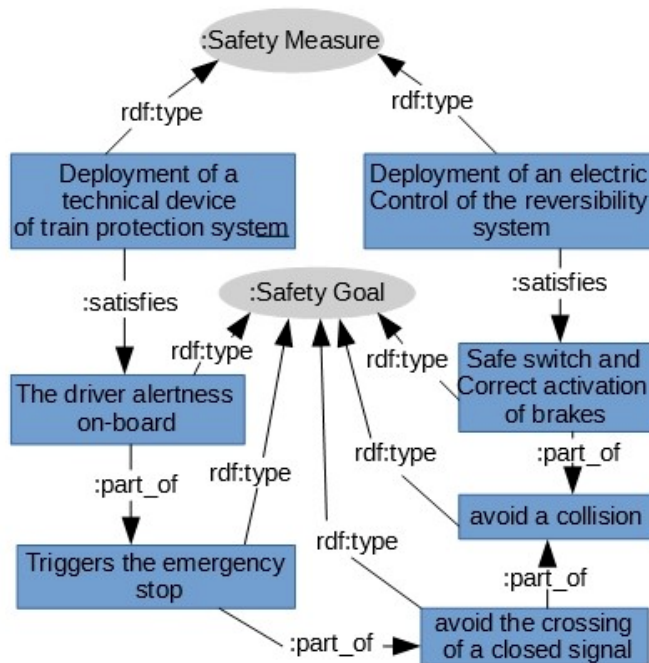 :Safety Measure
rdf:type
rdf:type
Deployment of a
technical device
of train protection system
Deployment of an electric
Control of the reversibility
system
:satisfies
:satisfies
:Safety Goal
rdf:type
rdf:type
The driver alertness
on-board
Safe switch and
Correct activation
of brakes
:part_of
rdf:type
rdf:type
:part_of
avoid a collision
Triggers the emergency
stop
rdf:type
:part_of
:part_of
avoid the crossing
of a closed signal